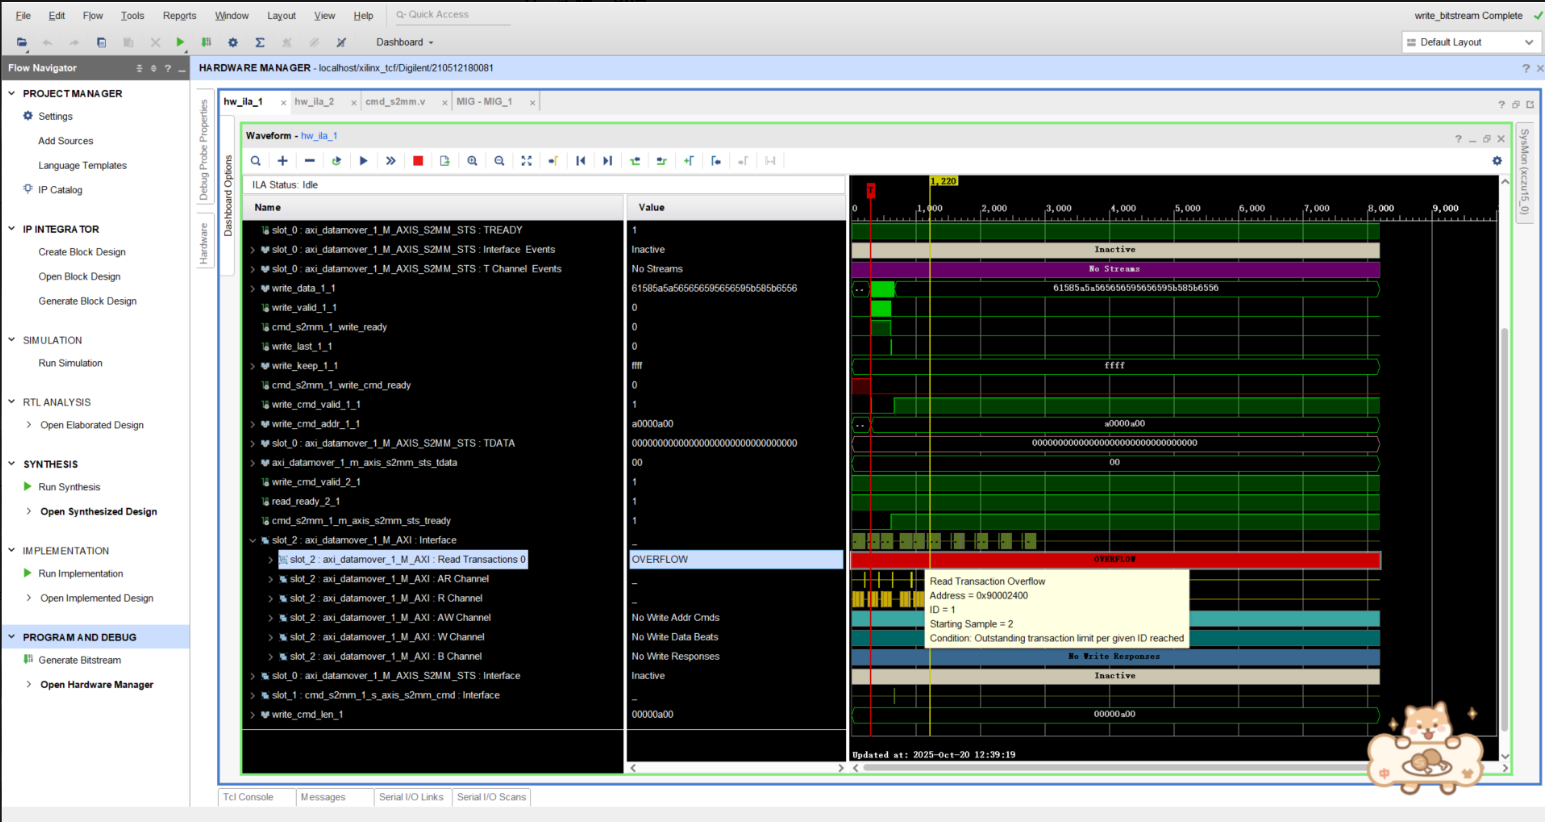 File Edit Flow Tools Reports Window Layout View Help Q- Quick Access write_bitstream Complete
Dashboard Default Layout
Flow Navigator ?
HARDWARE MANAGER - localhost/xilinx_tcf/Digilent/210512180081 ?
PROJECT MANAGER
Settings
Add Sources
Language Templates
IP Catalog
IP INTEGRATOR
Create Block Design
Open Block Design
Generate Block Design
SIMULATION
Run Simulation
RTL ANALYSIS
Open Elaborated Design
SYNTHESIS
Run Synthesis
Open Synthesized Design
IMPLEMENTATION
Run Implementation
Open Implemented Design
PROGRAM AND DEBUG
Generate Bitstream
Open Hardware Manager
Debug Probe Properties
Hardware
Dashboard Options
hw_ila_1 hw_ila_2 cmd_s2mm.v MIG - MIG_1 ?
Waveform - hw_ila_1 ?
ILA Status: Idle
Name Value
slot_0 : axi_datamover_1_M_AXIS_S2MM_STS : TREADY 1
slot_0 : axi_datamover_1_M_AXIS_S2MM_STS : Interface Events Inactive
slot_0 : axi_datamover_1_M_AXIS_S2MM_STS : T Channel Events No Streams
write_data_1_1 61585a5a565656595656595b585b6556
write_valid_1_1 0
cmd_s2mm_1_write_ready 0
write_last_1_1 0
write_keep_1_1 ffff
cmd_s2mm_1_write_cmd_ready 0
write_cmd_valid_1_1 1
write_cmd_addr_1_1 a0000a00
slot_0 : axi_datamover_1_M_AXIS_S2MM_STS : TDATA 00000000000000000000000000000000
axi_datamover_1_m_axis_s2mm_sts_tdata 00
write_cmd_valid_2_1 1
read_ready_2_1 1
cmd_s2mm_1_m_axis_s2mm_sts_tready 1
slot_2 : axi_datamover_1_M_AXI : Interface _
slot_2 : axi_datamover_1_M_AXI : Read Transactions 0 OVERFLOW
slot_2 : axi_datamover_1_M_AXI : AR Channel _
slot_2 : axi_datamover_1_M_AXI : R Channel _
slot_2 : axi_datamover_1_M_AXI : AW Channel No Write Addr Cmds
slot_2 : axi_datamover_1_M_AXI : W Channel No Write Data Beats
slot_2 : axi_datamover_1_M_AXI : B Channel No Write Responses
slot_0 : axi_datamover_1_M_AXIS_S2MM_STS : Interface Inactive
slot_1 : cmd_s2mm_1_s_axis_s2mm_cmd : Interface _
write_cmd_len_1 00000a00
T 1,220
0 1,000 2,000 3,000 4,000 5,000 6,000 7,000 8,000 9,000
Inactive
No Streams
61585a5a565656595656595b585b6556
ffff
a0000a00
00000000000000000000000000000000
00
OVERFLOW
Read Transaction Overflow
Address = 0x90002400
ID = 1
Starting Sample = 2
Condition: Outstanding transaction limit per given ID reached
No Write Responses
Inactive
00000a00
Updated at: 2025-Oct-20 12:39:19
SysMon (xczu15_0)
中
Tcl Console Messages Serial I/O Links Serial I/O Scans